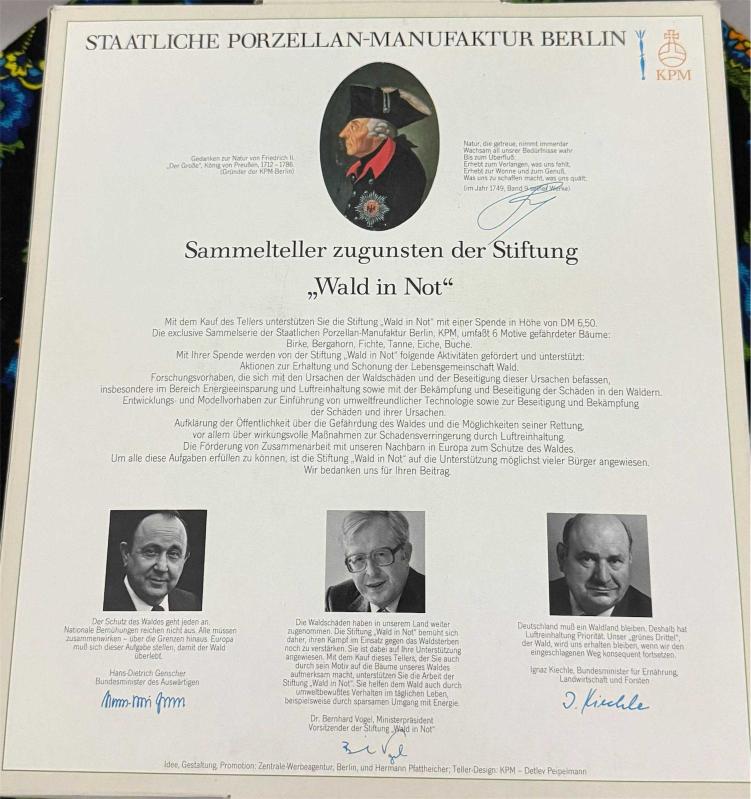 STAATLICHE PORZELLAN-MANUFAKTUR BERLIN
KPM
Gedanken zur Natur von Friedrich II.
„Der Große", König von Preußen, 1712 – 1786.
(Gründer der KPM-Berlin)
Natur, die getreue, nimmt immerdar
Wachsam all unsrer Bedürfnisse wahr
Bis zum Überfluß:
Erhebt zum Verlangen, was uns fehlt,
Erhebt zur Wonne und zum Genuß,
Was uns zu schaffen macht, was uns quält.
(im Jahr 1749, Band 9 seiner Werke)
Sammelteller zugunsten der Stiftung
„Wald in Not“
Mit dem Kauf des Tellers unterstützen Sie die Stiftung „Wald in Not" mit einer Spende in Höhe von DM 6,50.
Die exclusive Sammelserie der Staatlichen Porzellan-Manufaktur Berlin, KPM, umfaßt 6 Motive gefährdeter Bäume:
Birke, Bergahorn, Fichte, Tanne, Eiche, Buche.
Mit Ihrer Spende werden von der Stiftung „Wald in Not" folgende Aktivitäten gefördert und unterstützt:
Aktionen zur Erhaltung und Schonung der Lebensgemeinschaft Wald.
Forschungsvorhaben, die sich mit den Ursachen der Waldschäden und der Beseitigung dieser Ursachen befassen,
insbesondere im Bereich Energieeinsparung und Luftreinhaltung sowie mit der Bekämpfung und Beseitigung der Schäden in den Wäldern.
Entwicklungs- und Modellvorhaben zur Einführung von umweltfreundlicher Technologie sowie zur Beseitigung und Bekämpfung
der Schäden und ihrer Ursachen.
Aufklärung der Öffentlichkeit über die Gefährdung des Waldes und die Möglichkeiten seiner Rettung,
vor allem über wirkungsvolle Maßnahmen zur Schadensverringerung durch Luftreinhaltung.
Die Förderung von Zusammenarbeit mit unseren Nachbarn in Europa zum Schutze des Waldes.
Um alle diese Aufgaben erfüllen zu können, ist die Stiftung „Wald in Not" auf die Unterstützung möglichst vieler Bürger angewiesen.
Wir bedanken uns für Ihren Beitrag.
Der Schutz des Waldes geht jeden an.
Nationale Bemühungen reichen nicht aus. Alle müssen
zusammenwirken – über die Grenzen hinaus. Europa
muß sich dieser Aufgabe stellen, damit der Wald
überlebt.
Hans-Dietrich Genscher
Bundesminister des Auswärtigen
Die Waldschäden haben in unserem Land weiter
zugenommen. Die Stiftung „Wald in Not" bemüht sich
daher, ihren Kampf im Einsatz gegen das Waldsterben
noch zu verstärken. Sie ist dabei auf Ihre Unterstützung
angewiesen. Mit dem Kauf dieses Tellers, der Sie auch
durch sein Motiv auf die Bäume unseres Waldes
aufmerksam macht, unterstützen Sie die Arbeit der
Stiftung „Wald in Not". Sie helfen dem Wald auch durch
umweltbewußtes Verhalten im täglichen Leben,
beispielsweise durch sparsamen Umgang mit Energie.
Dr. Bernhard Vogel, Ministerpräsident
Vorsitzender der Stiftung „Wald in Not"
Deutschland muß ein Waldland bleiben. Deshalb hat
Luftreinhaltung Priorität. Unser „grünes Drittel",
der Wald, wird uns erhalten bleiben, wenn wir den
eingeschlagenen Weg konsequent fortsetzen.
Ignaz Kiechle, Bundesminister für Ernährung,
Landwirtschaft und Forsten
I. Kiechle
Idee, Gestaltung, Promotion: Zentrale-Werbeagentur, Berlin, und Hermann Pfattheicher; Teller-Design: KPM – Detlev Peipelmann